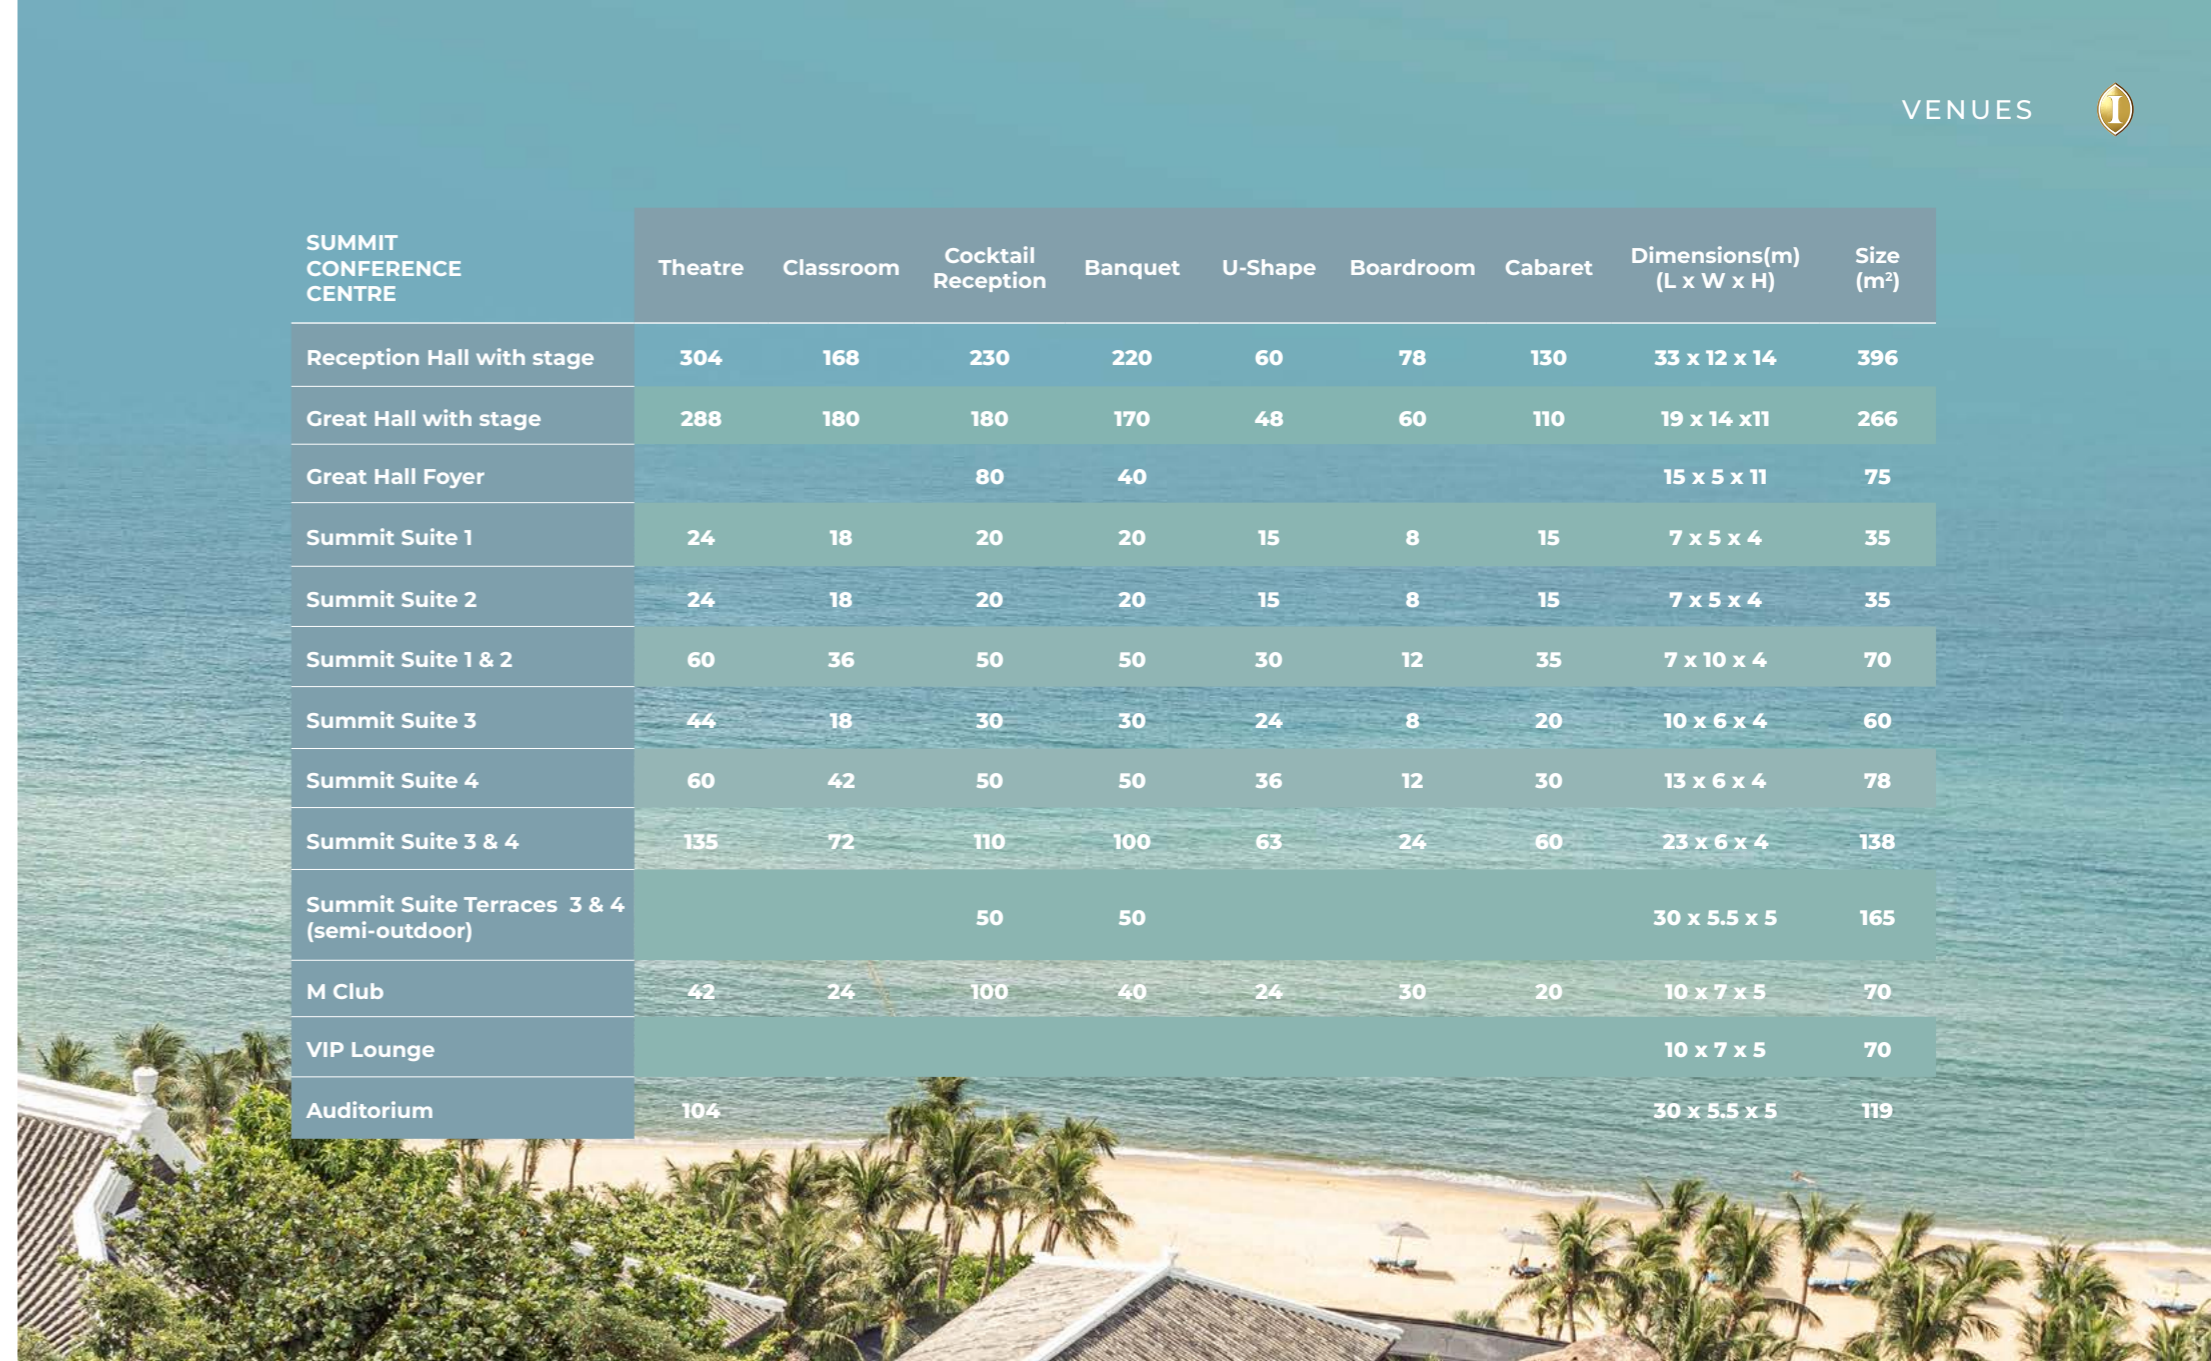 VENUES
I
SUMMIT
CONFERENCE
CENTRE
Theatre Classroom Cocktail Reception Banquet U-Shape Boardroom Cabaret Dimensions(m) (L x W x H) Size (m²)
Reception Hall with stage 304 168 230 220 60 78 130 33 x 12 x 14 396
Great Hall with stage 288 180 180 170 48 60 110 19 x 14 x11 266
Great Hall Foyer 80 40 15 x 5 x 11 75
Summit Suite 1 24 18 20 20 15 8 15 7 x 5 x 4 35
Summit Suite 2 24 18 20 20 15 8 15 7 x 5 x 4 35
Summit Suite 1 & 2 60 36 50 50 30 12 35 7 x 10 x 4 70
Summit Suite 3 44 18 30 30 24 8 20 10 x 6 x 4 60
Summit Suite 4 60 42 50 50 36 12 30 13 x 6 x 4 78
Summit Suite 3 & 4 135 72 110 100 63 24 60 23 x 6 x 4 138
Summit Suite Terraces 3 & 4
(semi-outdoor) 50 50 30 x 5.5 x 5 165
M Club 42 24 100 40 24 30 20 10 x 7 x 5 70
VIP Lounge 10 x 7 x 5 70
Auditorium 104 30 x 5.5 x 5 119